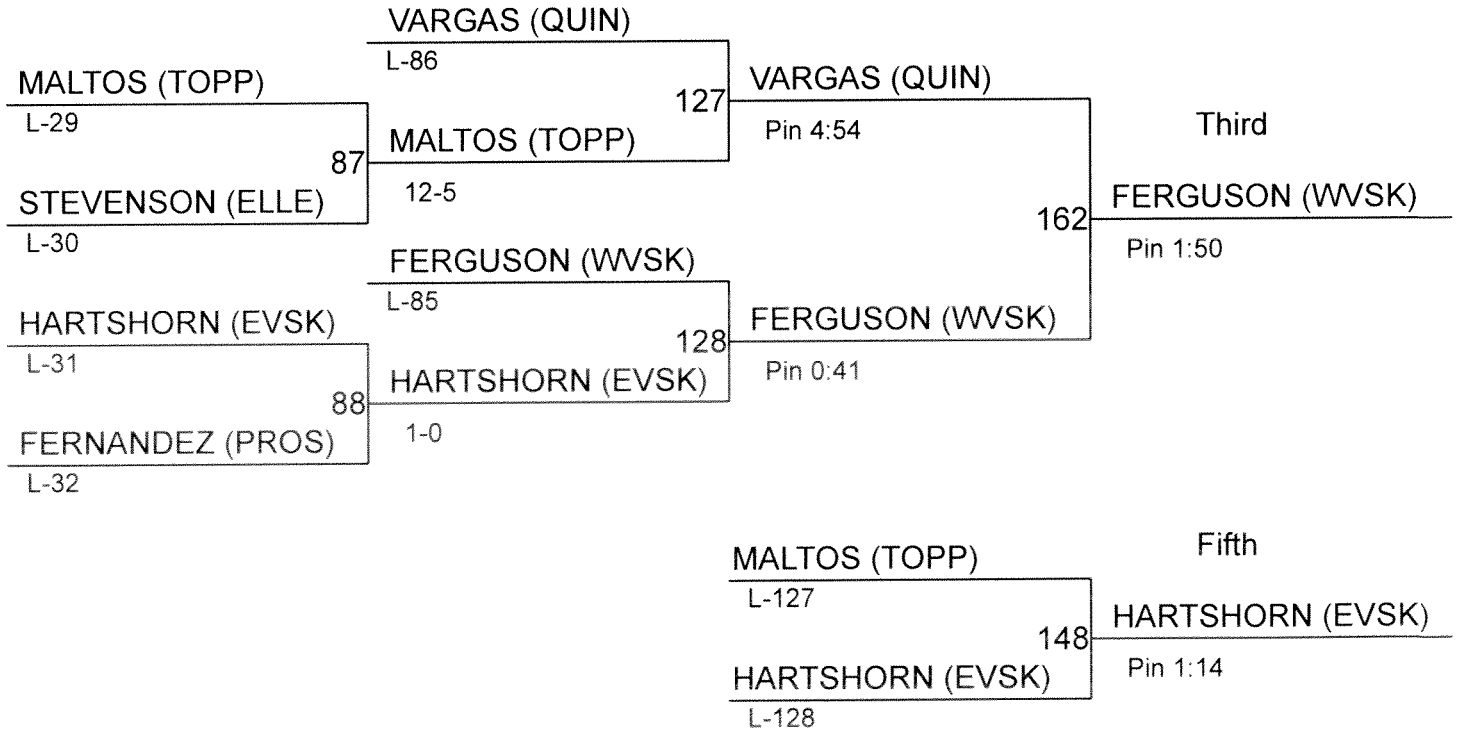 VARGAS (QUIN)
L-86
MALTOS (TOPP)
L-29
127
VARGAS (QUIN)
Pin 4:54
Third
87
MALTOS (TOPP)
12-5
STEVENSON (ELLE)
L-30
162
FERGUSON (WVSK)
Pin 1:50
FERGUSON (WVSK)
L-85
HARTSHORN (EVSK)
L-31
128
FERGUSON (WVSK)
Pin 0:41
88
HARTSHORN (EVSK)
1-0
FERNANDEZ (PROS)
L-32
Fifth
MALTOS (TOPP)
L-127
148
HARTSHORN (EVSK)
Pin 1:14
HARTSHORN (EVSK)
L-128